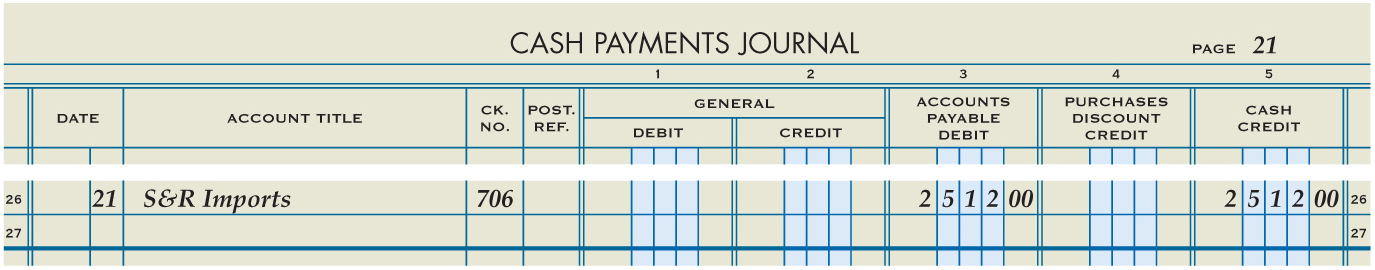 CASH PAYMENTS JOURNAL PAGE 21
1 2 3 4 5
DATE ACCOUNT TITLE CK. NO. POST. REF. GENERAL ACCOUNTS PAYABLE DEBIT PURCHASES DISCOUNT CREDIT CASH CREDIT
DEBIT CREDIT
26 21 S&R Imports 706 2 5 1 2 00 2 5 1 2 00 26
27 27